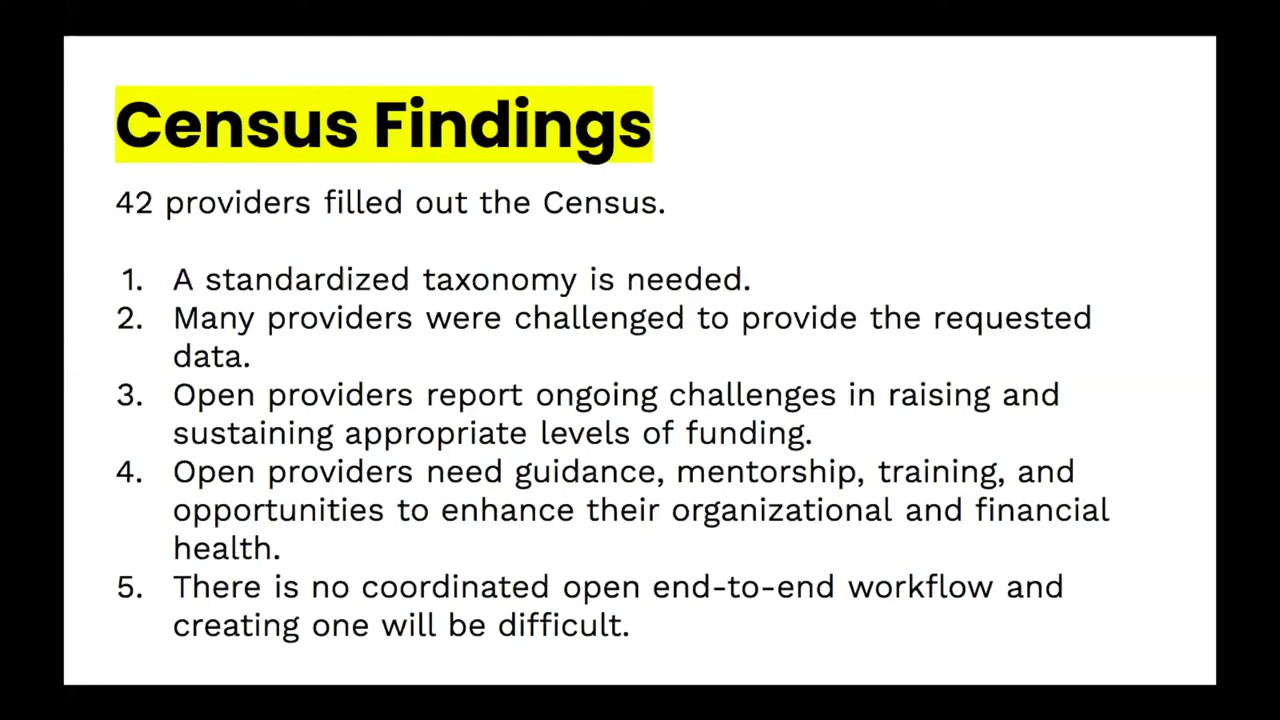 Census Findings
42 providers filled out the Census.
1. A standardized taxonomy is needed.
2. Many providers were challenged to provide the requested
data.
3. Open providers report ongoing challenges in raising and
sustaining appropriate levels of funding.
4. Open providers need guidance, mentorship, training, and
opportunities to enhance their organizational and financial
health.
5. There is no coordinated open end-to-end workflow and
creating one will be difficult.